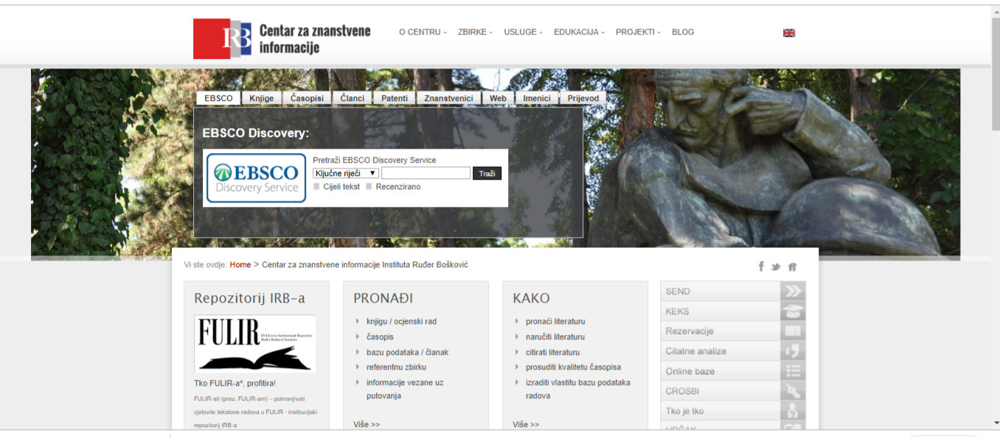 IRB
Centar za znanstvene
informacije
O CENTRU
ZBIRKE
USLUGE
EDUKACIJA
PROJEKTI
BLOG
EBSCO
Knjige
Časopisi
Članci
Patenti
Znanstvenici
Web
Imenici
Prijevod
EBSCO Discovery:
EBSCO
Discovery Service
Pretraži EBSCO Discovery Service
Ključne riječi
Traži
Cijeli tekst
Recenzirano
Vi ste ovdje: Home > Centar za znanstvene informacije Instituta Ruđer Bošković
Repozitorij IRB-a
FULIR
FULL-text Institutional Repository
Ruđer Bošković Institute
Tko FULIR-a*, profitira!
FULIR-ati (prez. FULIR-am) – pohranjivati
cjelovite tekstove radova u FULIR - institucijski
repozitorij IRB-a
PRONAĐI
knjigu / ocjenski rad
časopis
bazu podataka / članak
referentnu zbirku
informacije vezane uz
putovanja
Više >>
KAKO
pronaći literaturu
naručiti literaturu
citirati literaturu
prosuditi kvalitetu časopisa
izraditi vlastitu bazu podataka
radova
Više >>
SEND
KEKS
Rezervacije
Citatne analize
Online baze
CROSBI
Tko je tko
HRČAK